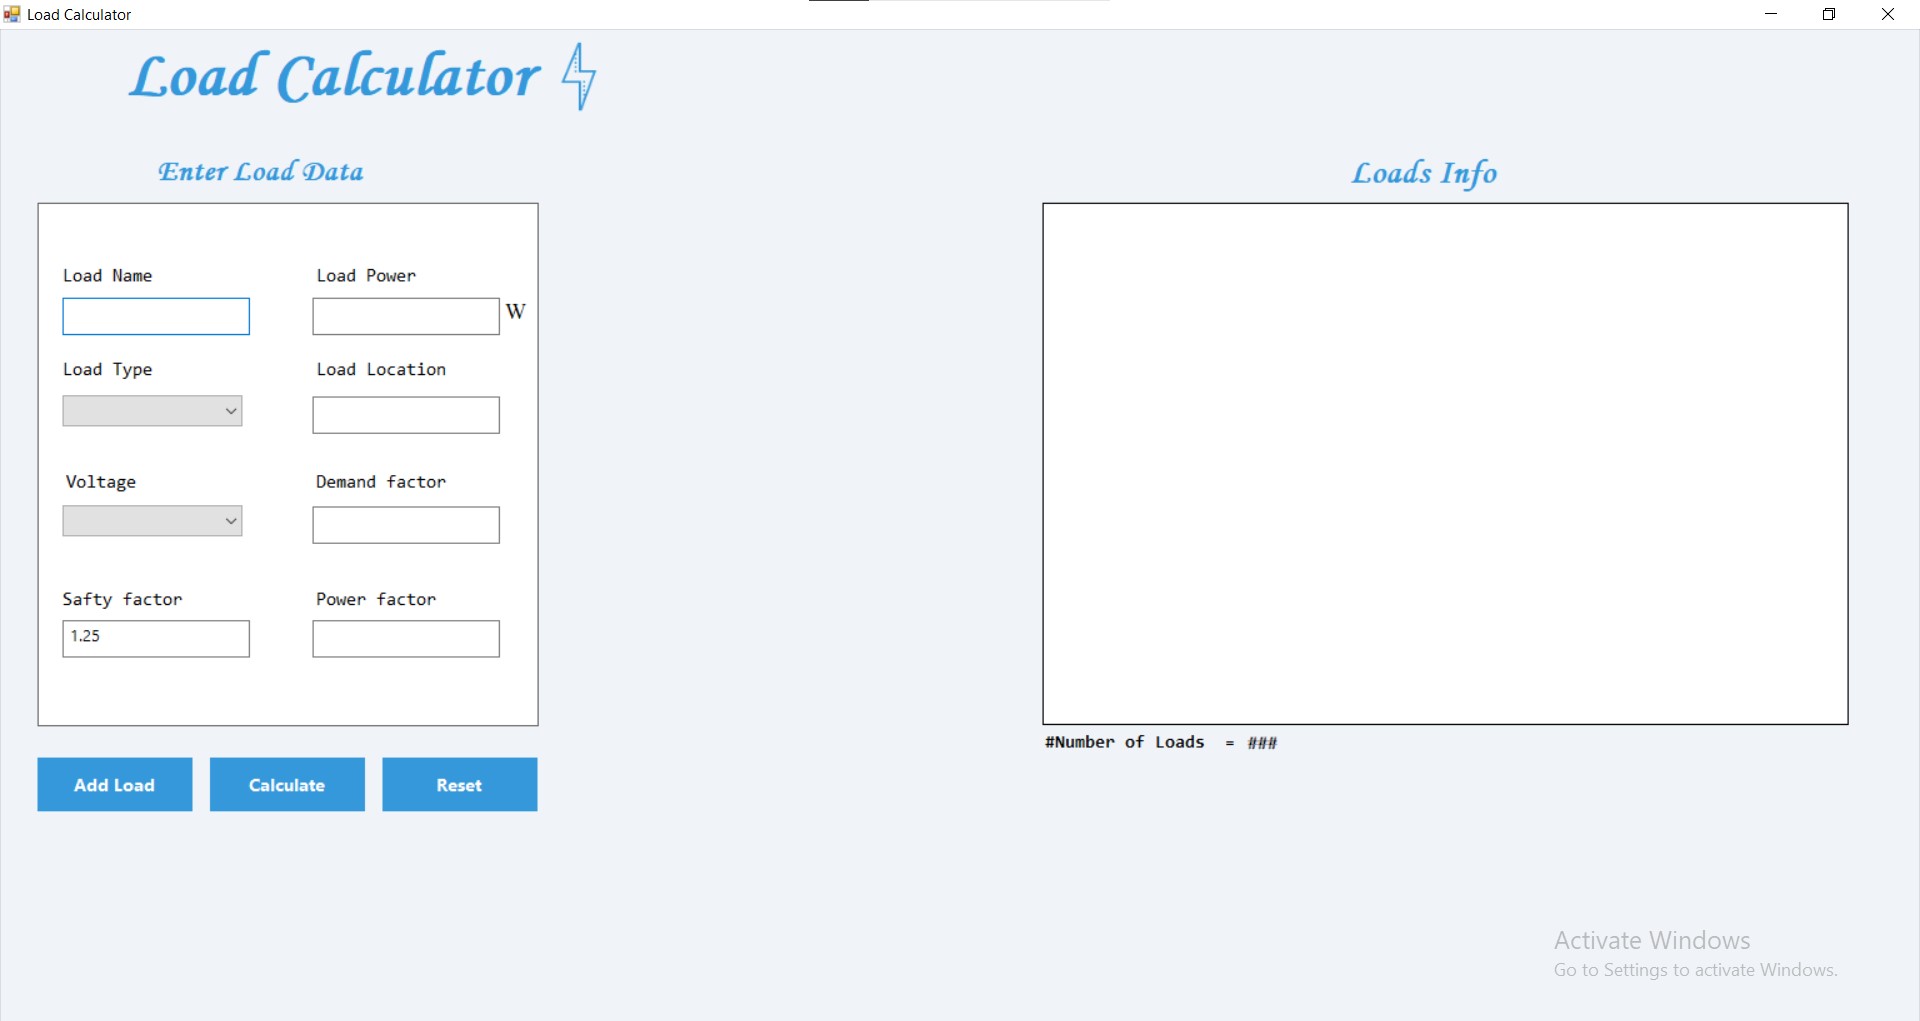 Load Calculator
Load Calculator
Enter Load Data
Loads Info
Load Name
Load Power
W
Load Type
Load Location
Voltage
Demand factor
Safty factor
Power factor
1.25
#Number of Loads = ###
Add Load
Calculate
Reset
Activate Windows
Go to Settings to activate Windows.